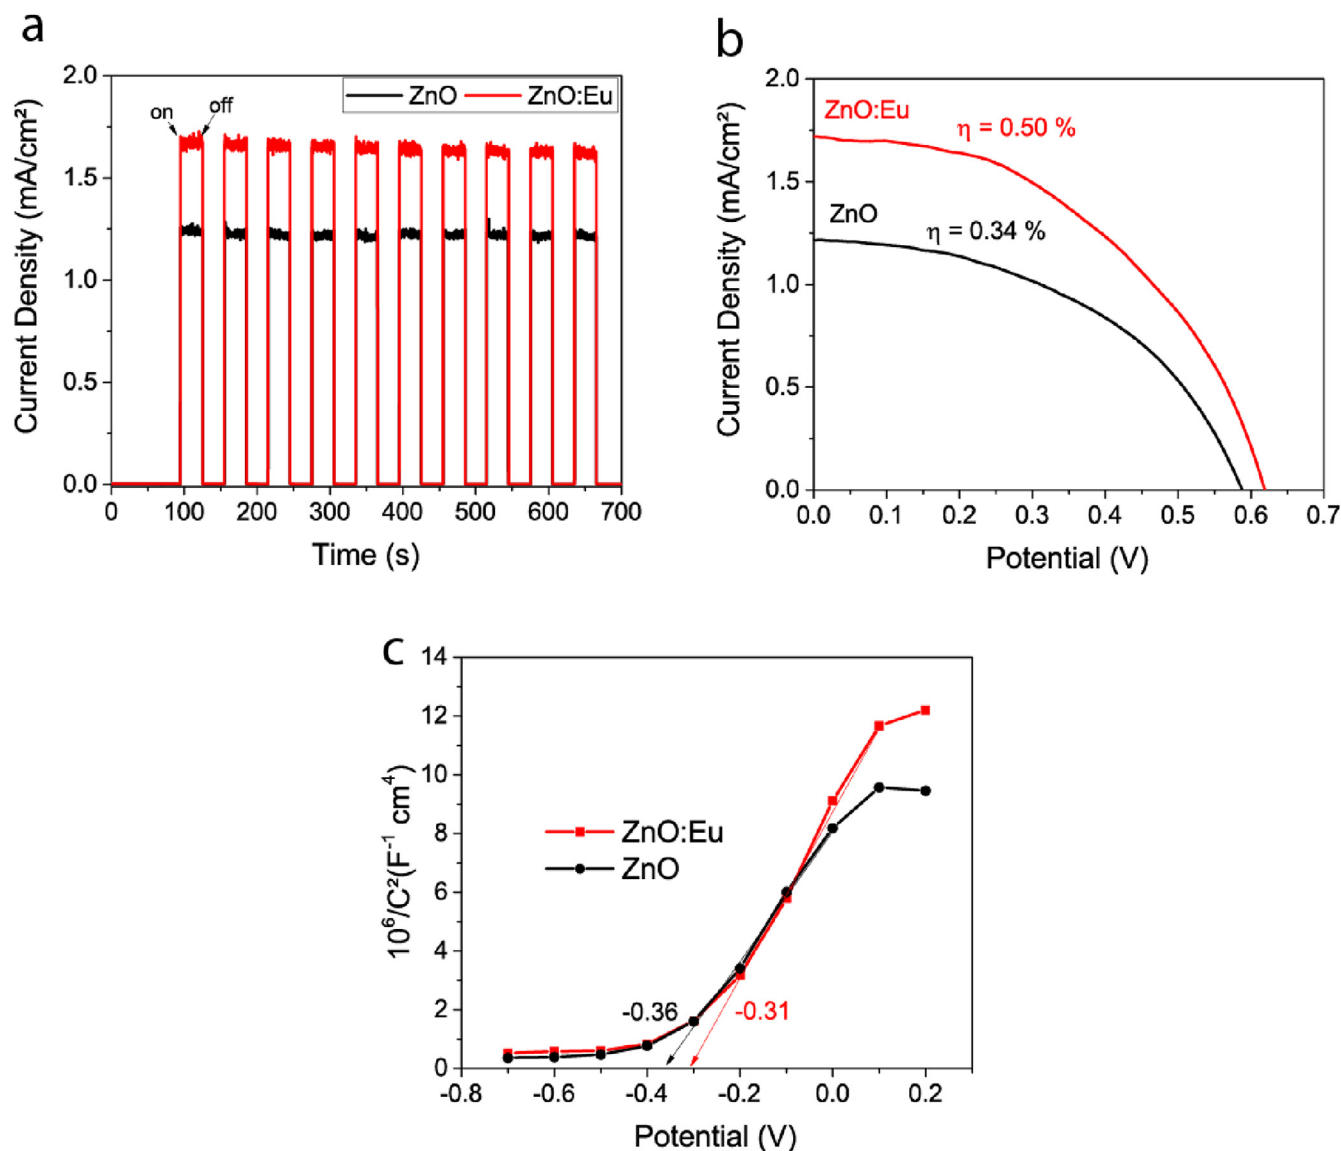 a
2.0
1.5
1.0
0.5
0.0
Current Density (mA/cm²)
on
off
ZnO ZnO:Eu
0 100 200 300 400 500 600 700
Time (s)
b
2.0
1.5
1.0
0.5
0.0
Current Density (mA/cm²)
ZnO:Eu
η = 0.50 %
ZnO
η = 0.34 %
0.0 0.1 0.2 0.3 0.4 0.5 0.6 0.7
Potential (V)
c
14
12
10
8
6
4
2
0
10⁶/C²(F⁻¹ cm⁴)
ZnO:Eu
ZnO
-0.36
-0.31
-0.8 -0.6 -0.4 -0.2 0.0 0.2
Potential (V)